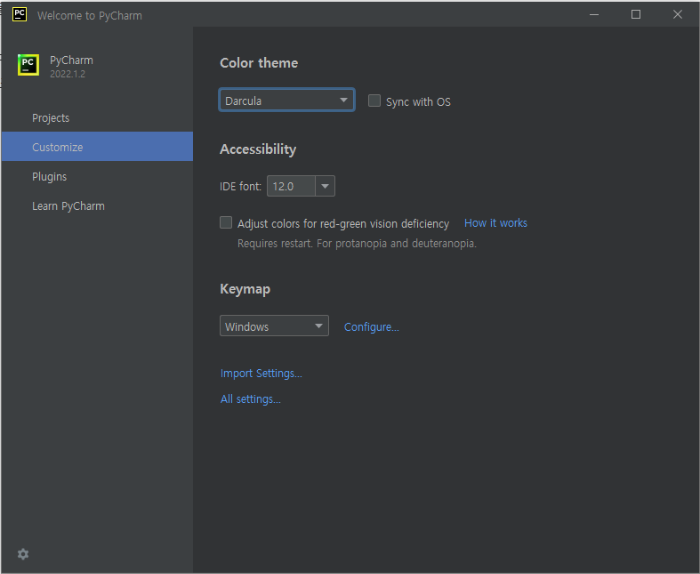 PC Welcome to PyCharm
PC PyCharm
2022.1.2
Projects
Customize
Plugins
Learn PyCharm
Color theme
Darcula Sync with OS
Accessibility
IDE font: 12.0
Adjust colors for red-green vision deficiency How it works
Requires restart. For protanopia and deuteranopia.
Keymap
Windows Configure...
Import Settings...
All settings...